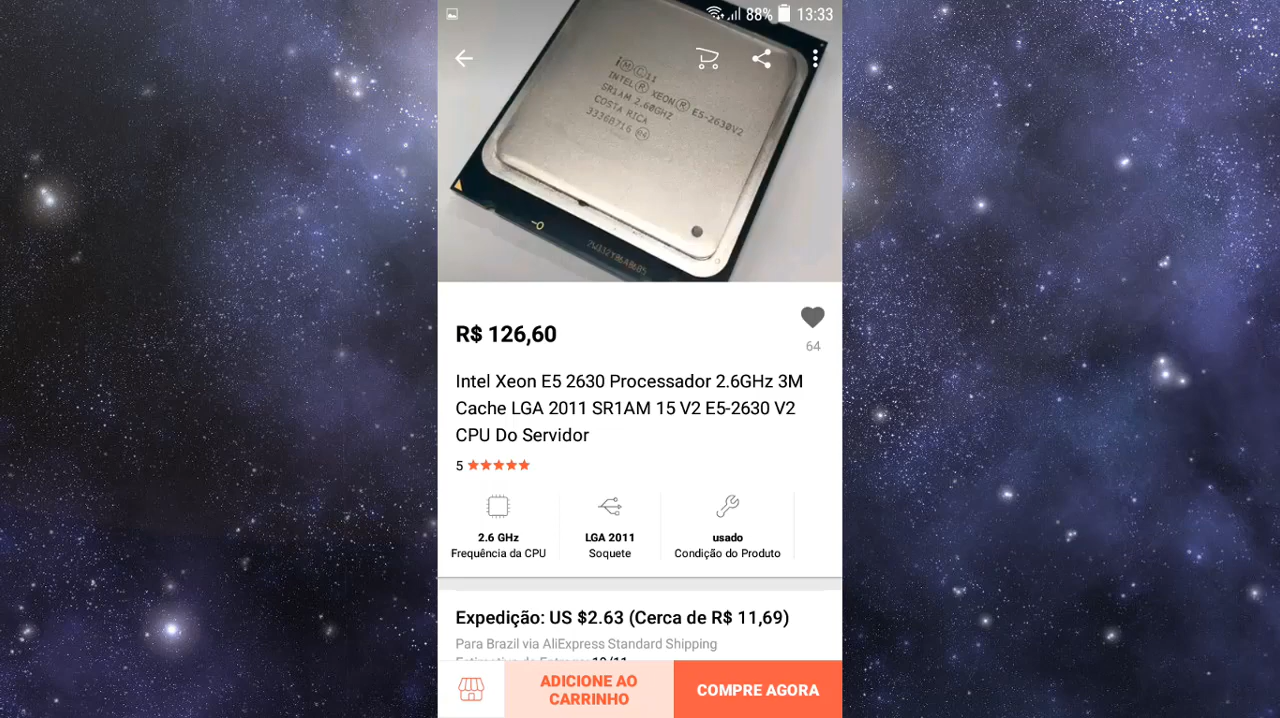 88% 13:33
i Ⓜ Ⓒ 11
INTEL® XEON® E5-2630V2
SR1AM 2.60GHZ
COSTA RICA
3336B716 e4
R$ 126,60
64
Intel Xeon E5 2630 Processador 2.6GHz 3M
Cache LGA 2011 SR1AM 15 V2 E5-2630 V2
CPU Do Servidor
5
2.6 GHz
Frequência da CPU
LGA 2011
Soquete
usado
Condição do Produto
Expedição: US $2.63 (Cerca de R$ 11,69)
Para Brazil via AliExpress Standard Shipping
ADICIONE AO
CARRINHO
COMPRE AGORA